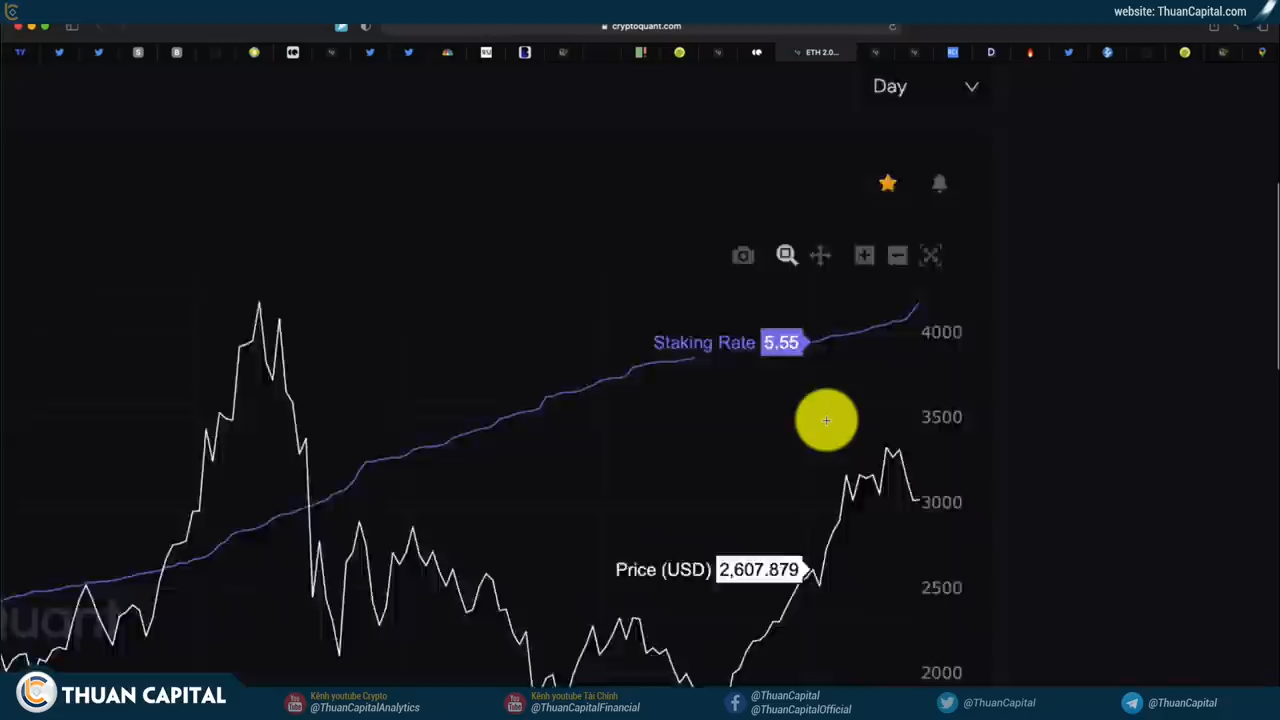 website: ThuanCapital.com
cryptoquant.com
ETH 2.0...
Day
Staking Rate 5.55
4000
3500
3000
Price (USD) 2,607.879
2500
2000
quant
THUAN CAPITAL
Kênh youtube Crypto
@ThuanCapitalAnalytics
Kênh youtube Tài Chính
@ThuanCapitalFinancial
@ThuanCapital
@ThuanCapitalOfficial
@ThuanCapital
@ThuanCapital